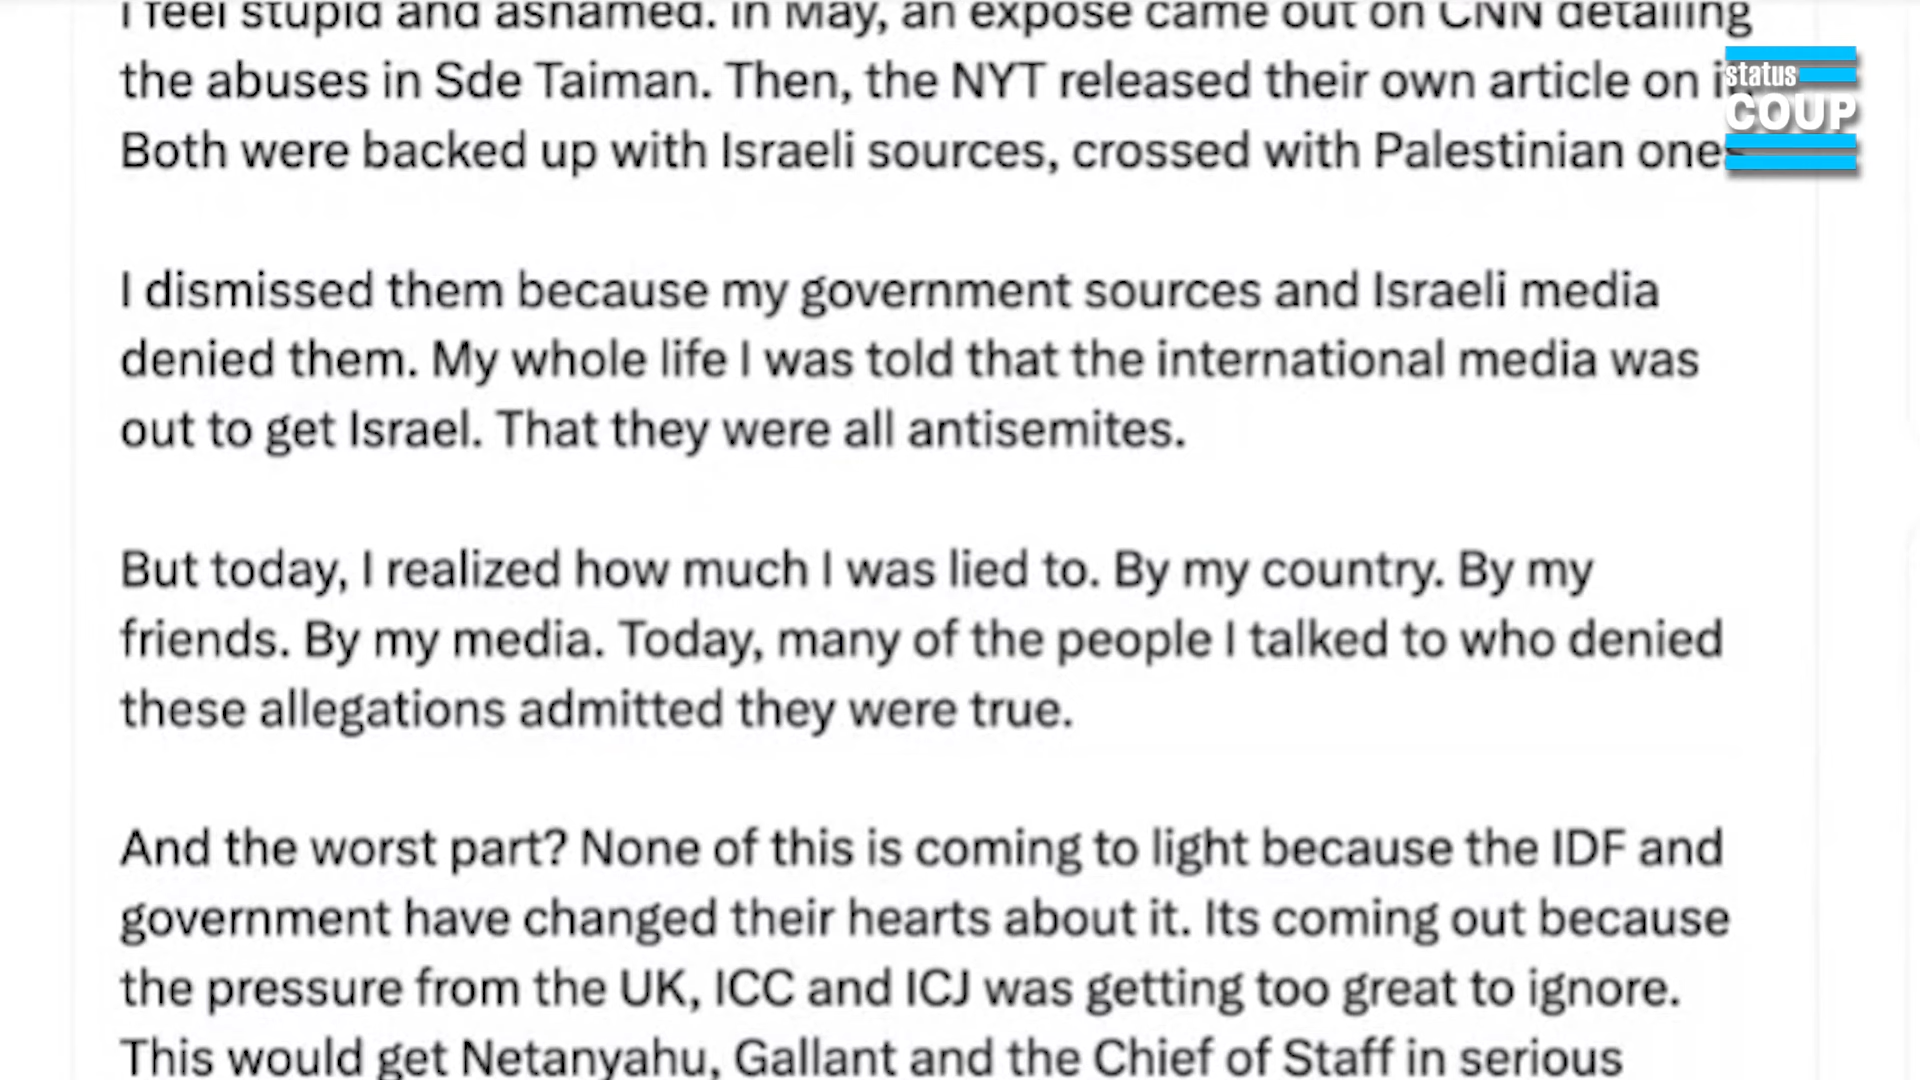 I feel stupid and ashamed. In May, an expose came out on CNN detailing
the abuses in Sde Taiman. Then, the NYT released their own article on
Both were backed up with Israeli sources, crossed with Palestinian ones
status
COUP
I dismissed them because my government sources and Israeli media
denied them. My whole life I was told that the international media was
out to get Israel. That they were all antisemites.
But today, I realized how much I was lied to. By my country. By my
friends. By my media. Today, many of the people I talked to who denied
these allegations admitted they were true.
And the worst part? None of this is coming to light because the IDF and
government have changed their hearts about it. Its coming out because
the pressure from the UK, ICC and ICJ was getting too great to ignore.
This would get Netanyahu, Gallant and the Chief of Staff in serious